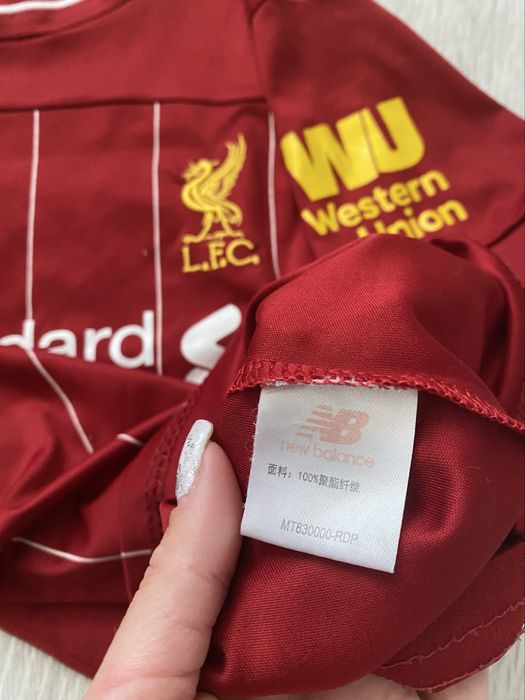 L.F.C.
WU
Western
Union
dard
new balance
面料：100%聚酯纤维
MT830000-RDP